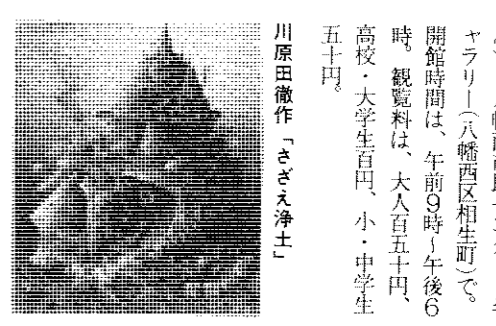 ャラリー(八幡西区相生町)で。
開館時間は、午前9時〜午後6
時。観覧料は、大人百五十円、
高校・大学生百円、小・中学生
五十円。
川原田徹作「さざえ浄土」